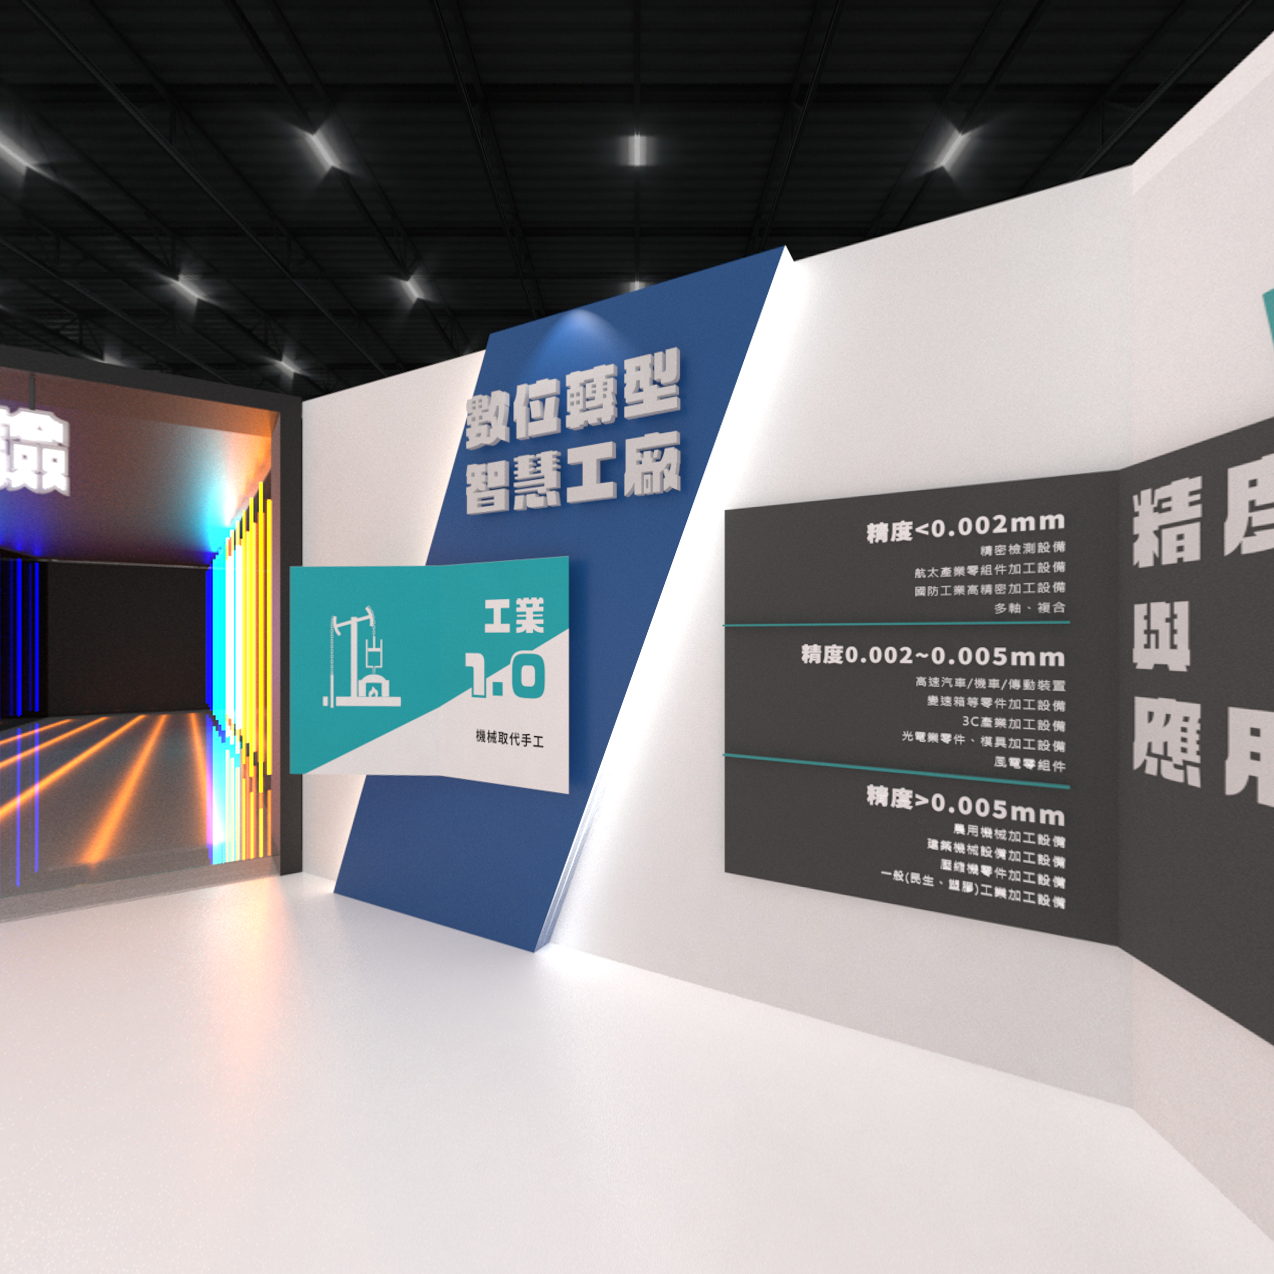 驗
數位轉型
智慧工廠
工業
1.0
機械取代手工
精度<0.002mm
精密檢測設備
航太產業零組件加工設備
國防工業高精密加工設備
多軸、複合
精度0.002~0.005mm
高速汽車/機車/傳動裝置
變速箱等零件加工設備
3C產業加工設備
光電業零件、模具加工設備
風電零組件
精度>0.005mm
農用機械加工設備
建築機械設備加工設備
壓縮機零件加工設備
一般(民生、塑膠)工業加工設備
精度
與
應用